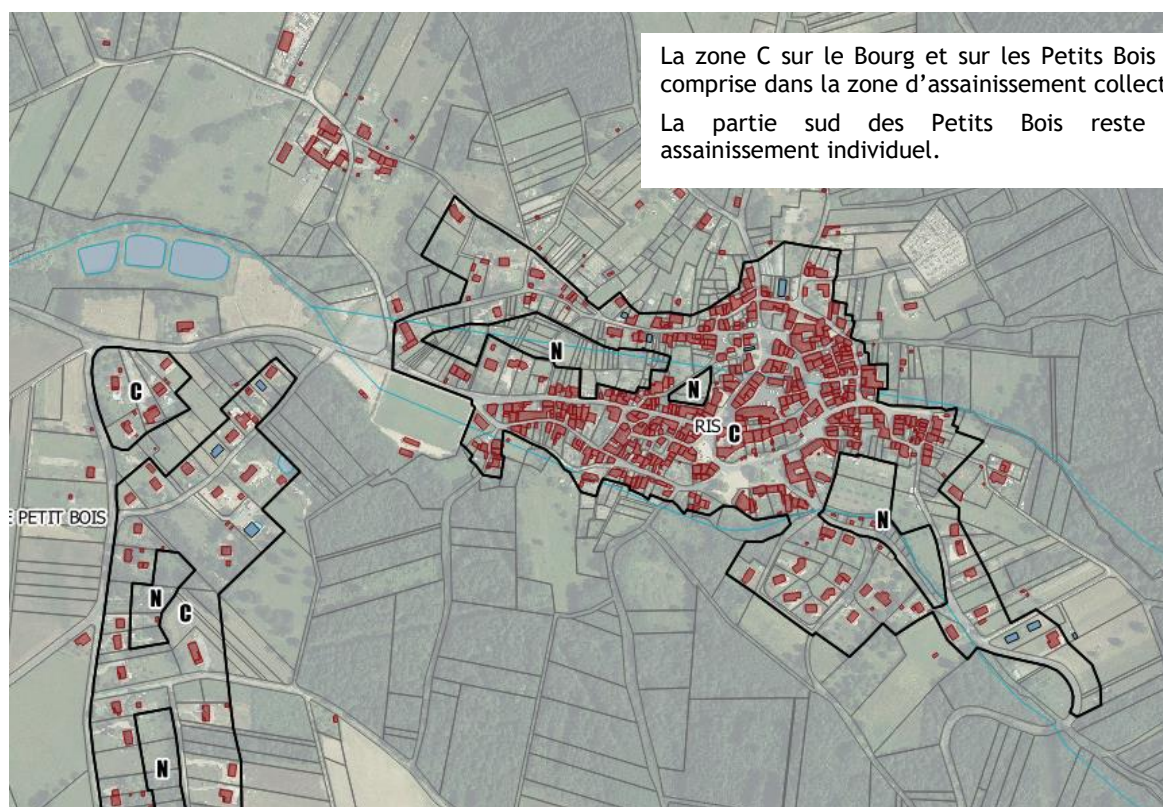 La zone C sur le Bourg et sur les Petits Bois
comprise dans la zone d'assainissement collect
La partie sud des Petits Bois reste
assainissement individuel.
N
N
C
RIS C
PETIT BOIS
N
N
C
N